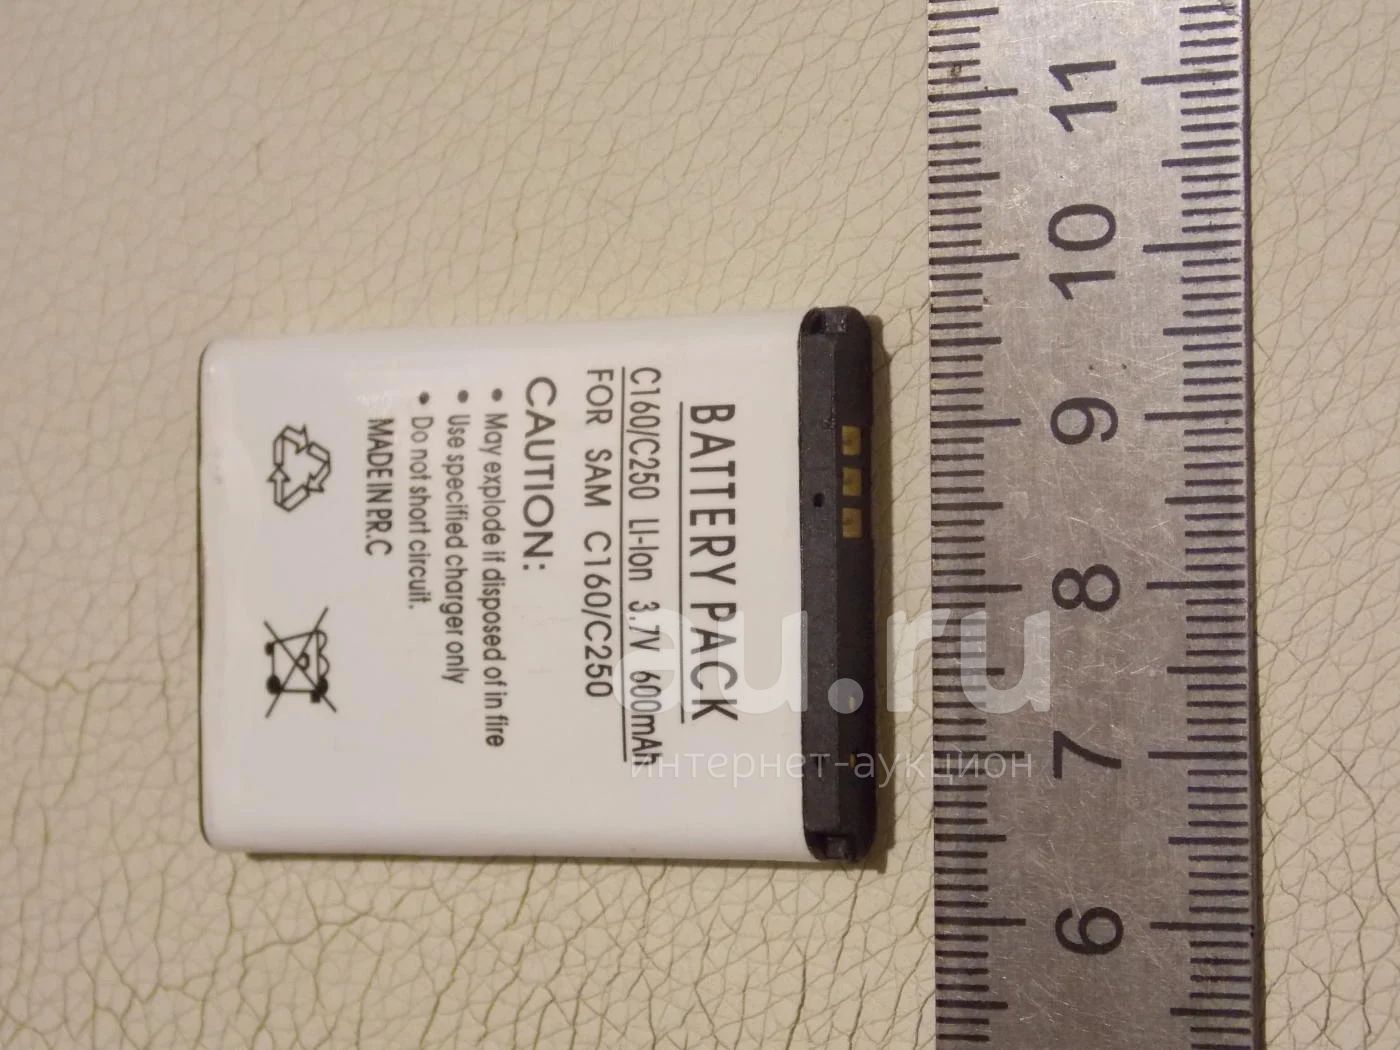 BATTERY PACK
C160/C250 LI-Ion 3.7V 600mAh
FOR SAM C160/C250
CAUTION:
• May explode if disposed of in fire
• Use specified charger only
• Do not short circuit.
MADE IN PR.C
au.ru
интернет-аукцион
11
10
9
8
7
6